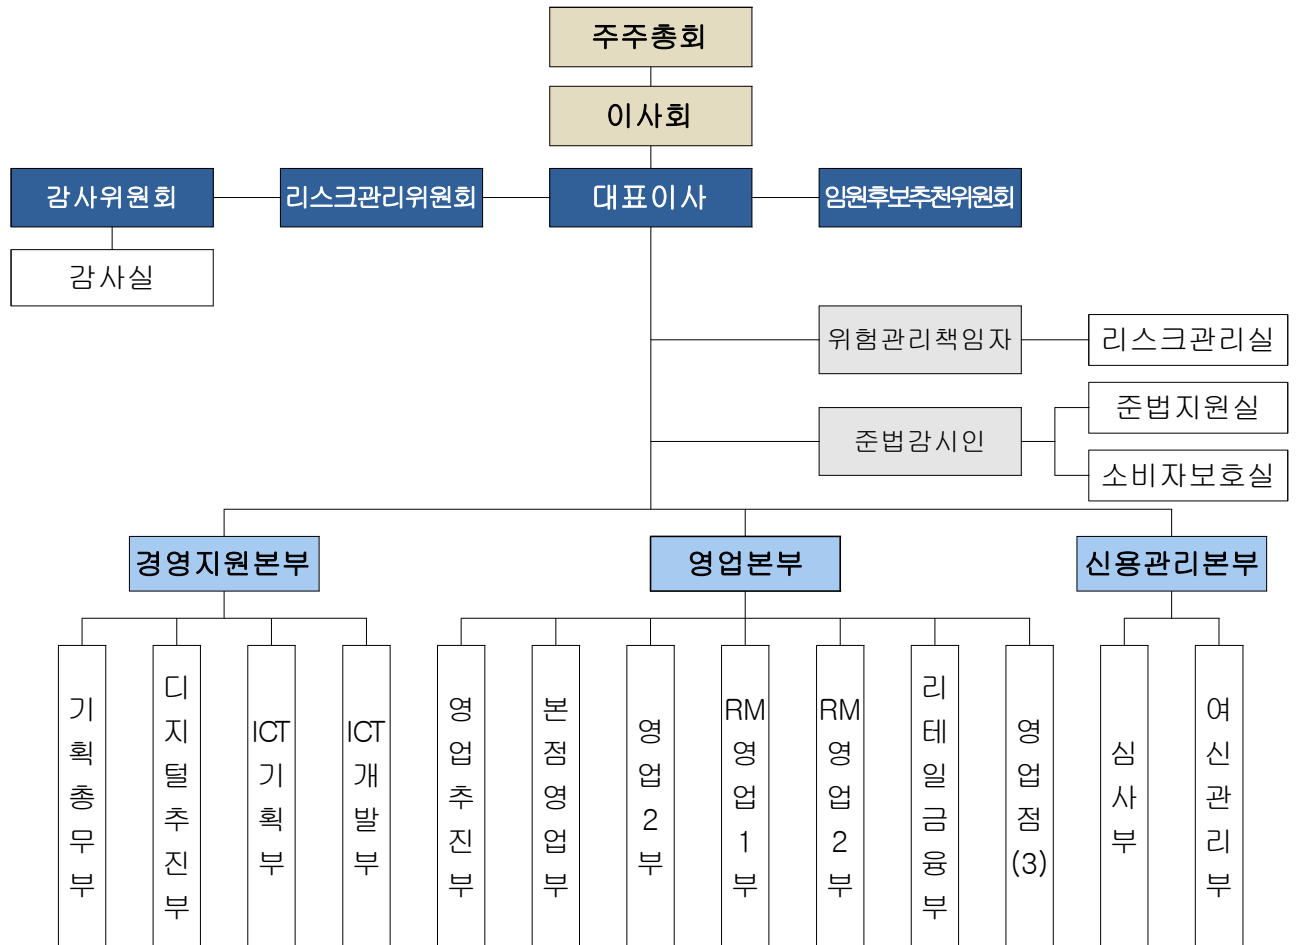 주주총회
이사회
감사위원회
리스크관리위원회
대표이사
임원후보추천위원회
감사실
위험관리책임자
리스크관리실
준법지원실
준법감시인
소비자보호실
경영지원본부
영업본부
신용관리본부
기획총무부
디지털추진부
ICT기획부
ICT개발부
영업추진부
본점영업부
영업2부
RM영업1부
RM영업2부
리테일금융부
영업점(3)
심사부
여신관리부